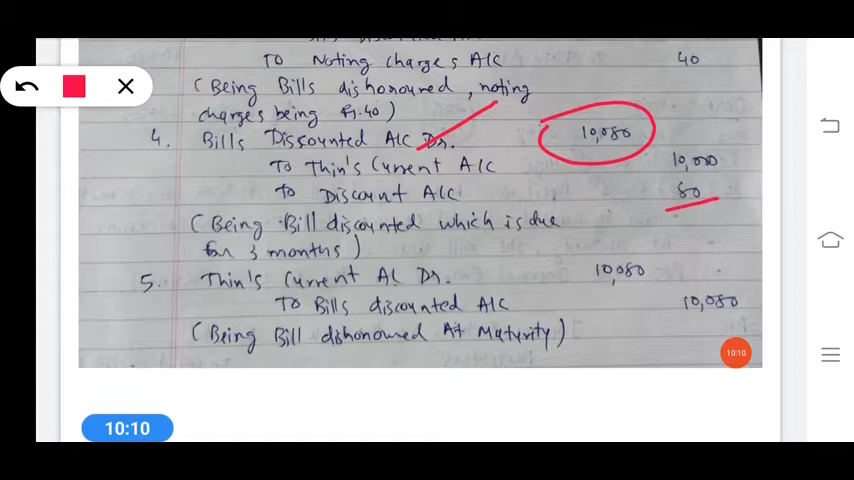 To Noting charges A/C 40
(Being Bills dishonoured, noting
charges being Rs.40)
4. Bills Discounted A/C Dr. 10,080
To Thin's Current A/C 10,000
To Discount A/C 80
(Being Bill discounted which is due
for 3 months)
5. Thin's Current A/C Dr. 10,080
To Bills discounted A/C 10,080
(Being Bill dishonoured At Maturity)
10:10
10:10